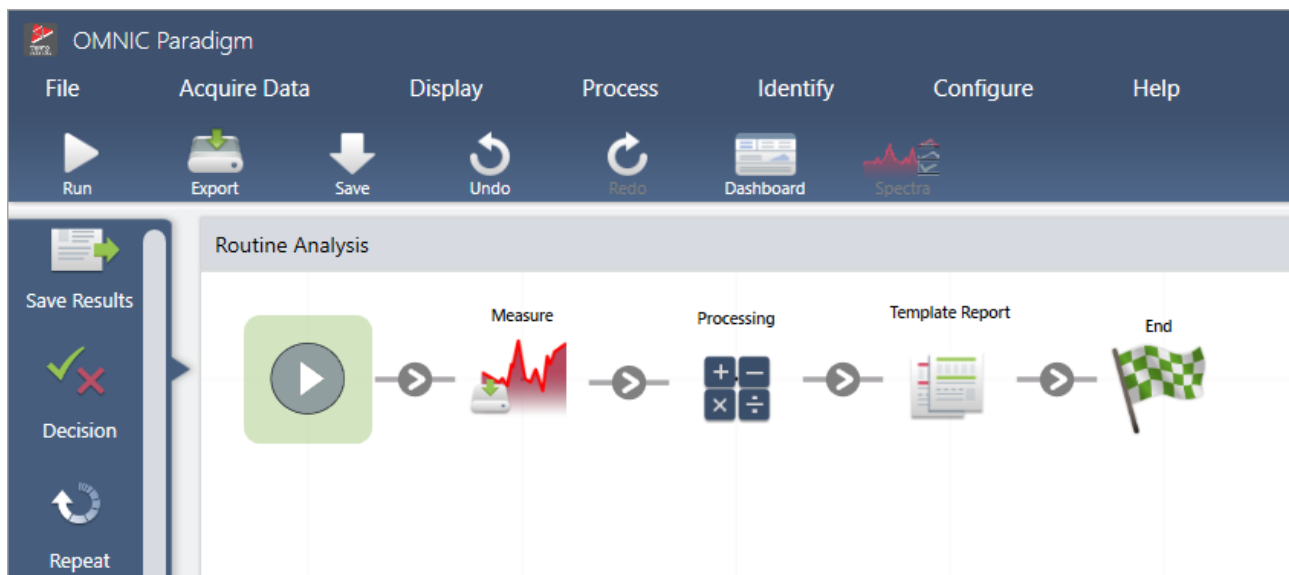 OMNIC Paradigm
File Acquire Data Display Process Identify Configure Help
Run Export Save Undo Redo Dashboard Spectra
Routine Analysis
Save Results
Decision
Repeat
Measure
Processing
Template Report
End